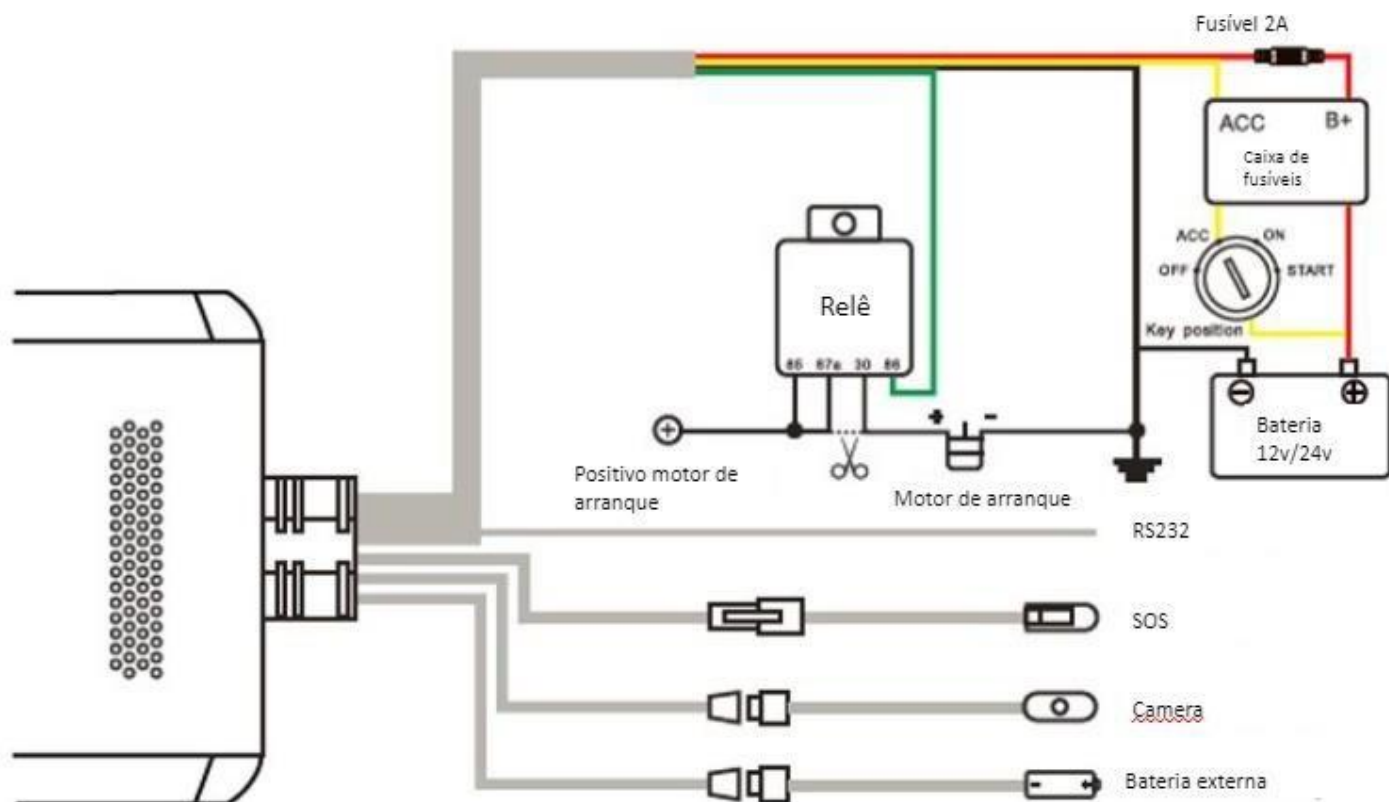 Fusível 2A
ACC B+
Caixa de
fusíveis
ACC ON
OFF START
Key position
Relê
85 87a 30 86
+ -
Bateria
12v/24v
Positivo motor de
arranque
Motor de arranque
RS232
SOS
Camera
Bateria externa
- +